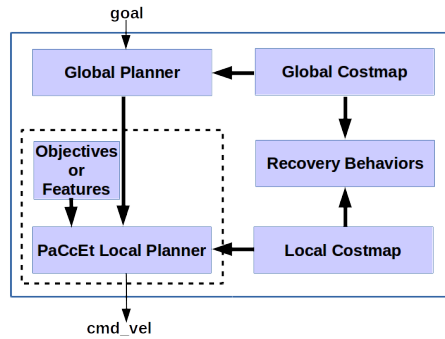 goal
Global Planner
Global Costmap
Objectives
or
Features
Recovery Behaviors
PaCcEt Local Planner
Local Costmap
cmd_vel